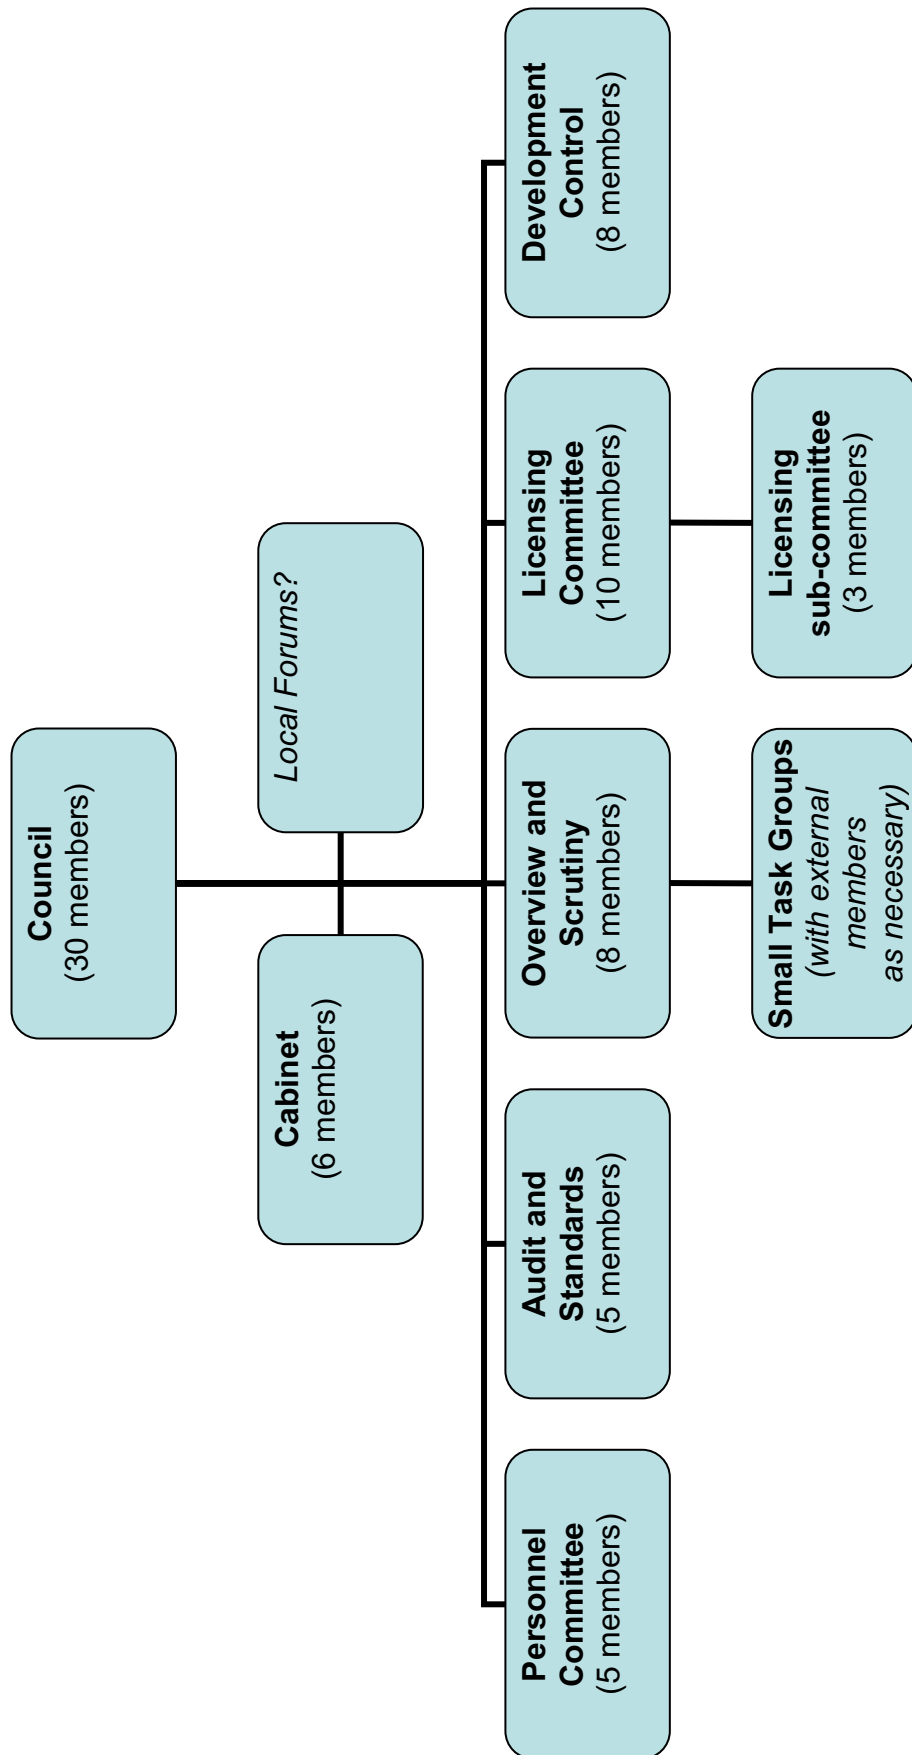 Council
(30 members)
Cabinet
(6 members)
Local Forums?
Personnel
Committee
(5 members)
Audit and
Standards
(5 members)
Overview and
Scrutiny
(8 members)
Licensing
Committee
(10 members)
Development
Control
(8 members)
Small Task Groups
(with external
members
as necessary)
Licensing
sub-committee
(3 members)